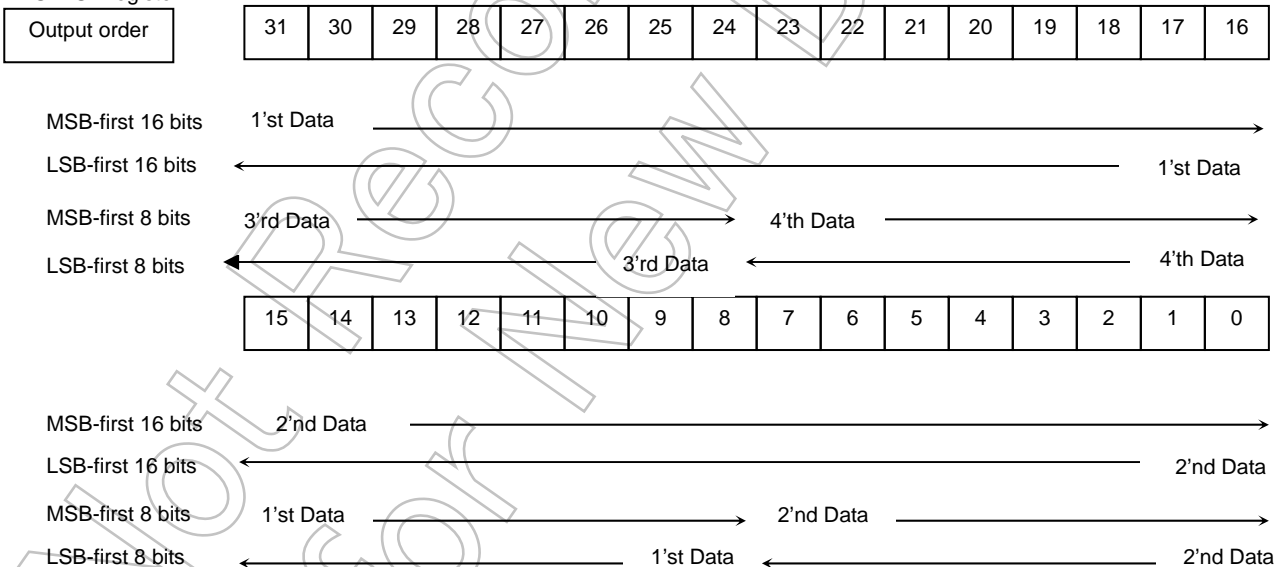 Output order
31 30 29 28 27 26 25 24 23 22 21 20 19 18 17 16
MSB-first 16 bits 1'st Data
LSB-first 16 bits 1'st Data
MSB-first 8 bits 3'rd Data 4'th Data
LSB-first 8 bits 3'rd Data 4'th Data
15 14 13 12 11 10 9 8 7 6 5 4 3 2 1 0
MSB-first 16 bits 2'nd Data
LSB-first 16 bits 2'nd Data
MSB-first 8 bits 1'st Data 2'nd Data
LSB-first 8 bits 1'st Data 2'nd Data
Not
for New